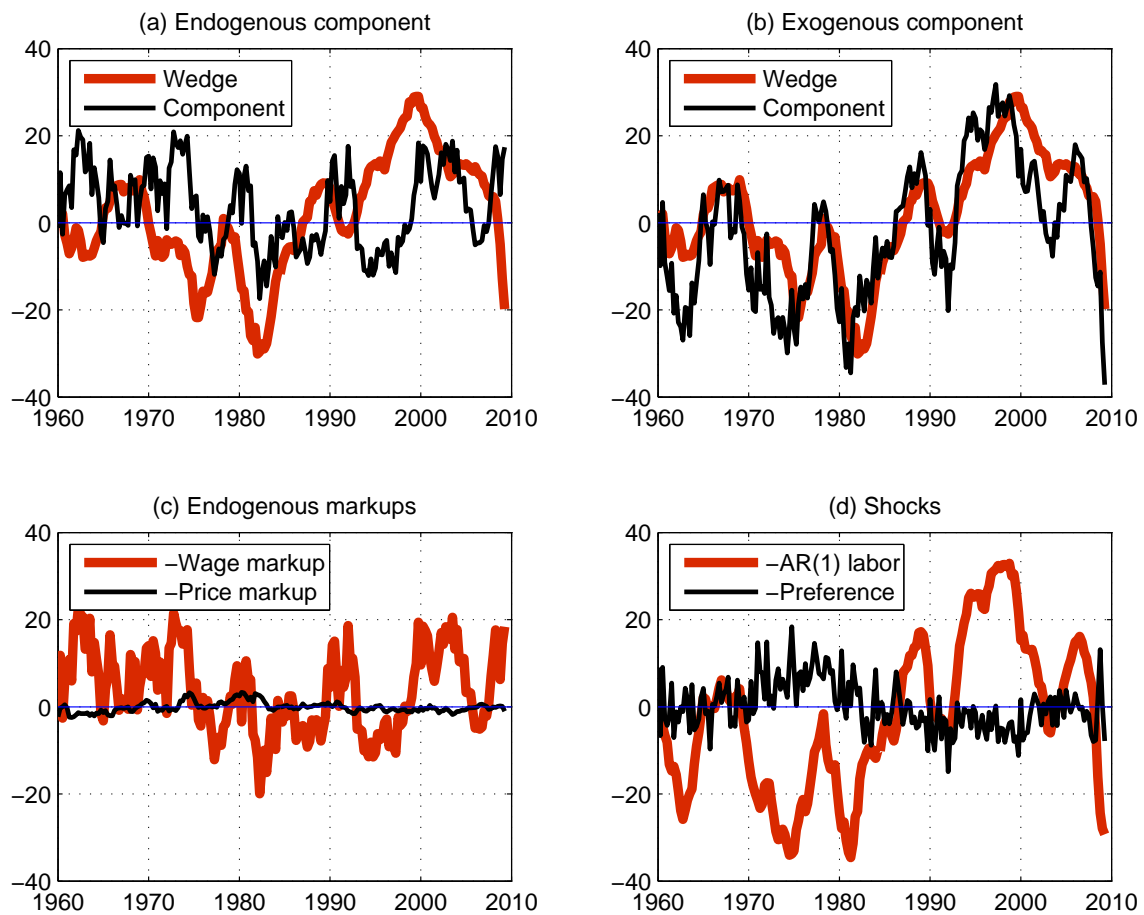 (a) Endogenous component
40
20
0
−20
−40
1960 1970 1980 1990 2000 2010
Wedge
Component
(b) Exogenous component
40
20
0
−20
−40
1960 1970 1980 1990 2000 2010
Wedge
Component
(c) Endogenous markups
40
20
0
−20
−40
1960 1970 1980 1990 2000 2010
−Wage markup
−Price markup
(d) Shocks
40
20
0
−20
−40
1960 1970 1980 1990 2000 2010
−AR(1) labor
−Preference